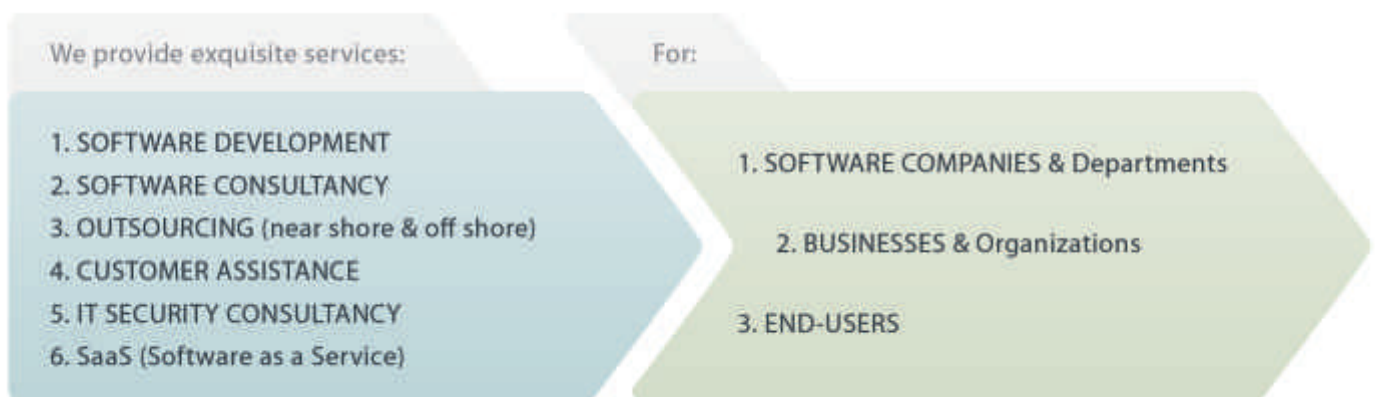 We provide exquisite services:
1. SOFTWARE DEVELOPMENT
2. SOFTWARE CONSULTANCY
3. OUTSOURCING (near shore & off shore)
4. CUSTOMER ASSISTANCE
5. IT SECURITY CONSULTANCY
6. SaaS (Software as a Service)
For:
1. SOFTWARE COMPANIES & Departments
2. BUSINESSES & Organizations
3. END-USERS